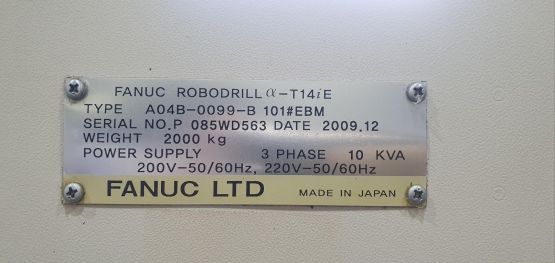 FANUC ROBODRILL α-T14iE
TYPE A04B-0099-B 101#EBM
SERIAL NO.P 085WD563 DATE 2009.12
WEIGHT 2000 kg
POWER SUPPLY 3 PHASE 10 KVA
200V-50/60Hz, 220V-50/60Hz
FANUC LTD MADE IN JAPAN